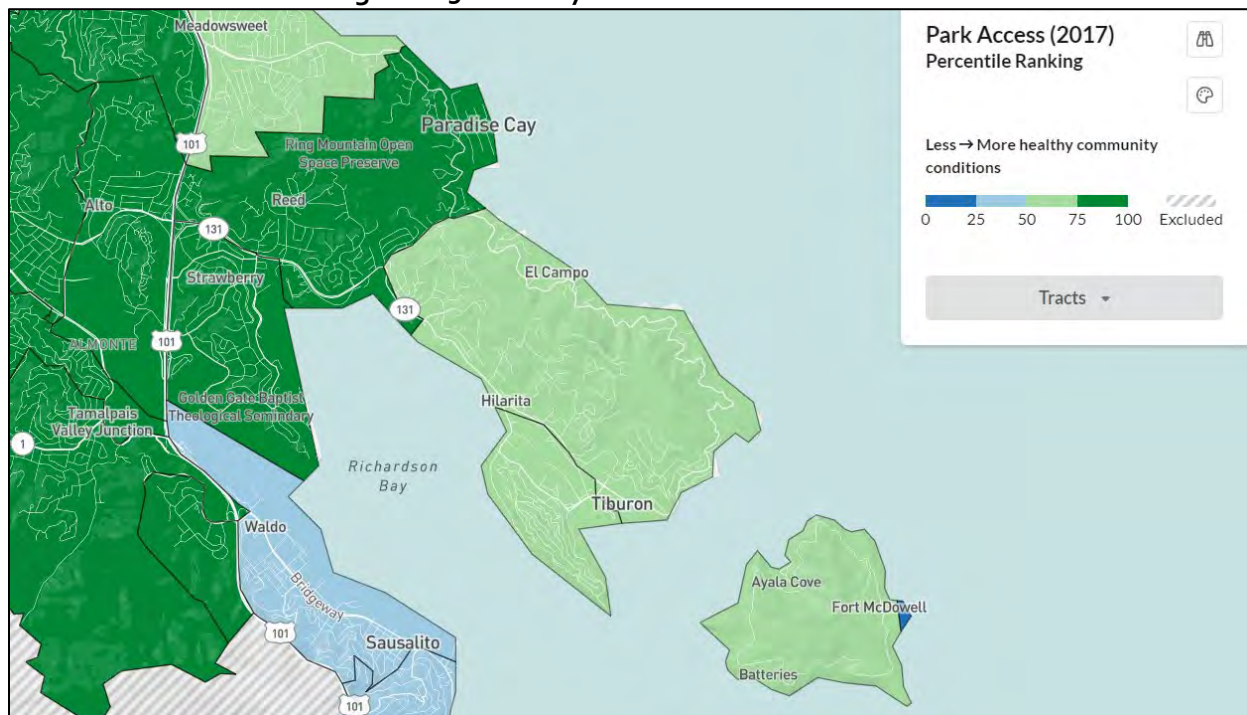 Meadowsweet
Park Access (2017)
Percentile Ranking
Less → More healthy community
conditions
0 25 50 75 100 Excluded
Tracts
101
Paradise Cay
Ring Mountain Open
Space Preserve
Alto
Reed
131
Strawberry
El Campo
131
101
ALMONTE
Golden Gate Baptist
Theological Semindary
Hilarita
Tamalpais
Valley Junction
1
Richardson
Bay
Tiburon
Waldo
Ayala Cove
Bridgeway
Fort McDowell
101
Sausalito
Batteries
101